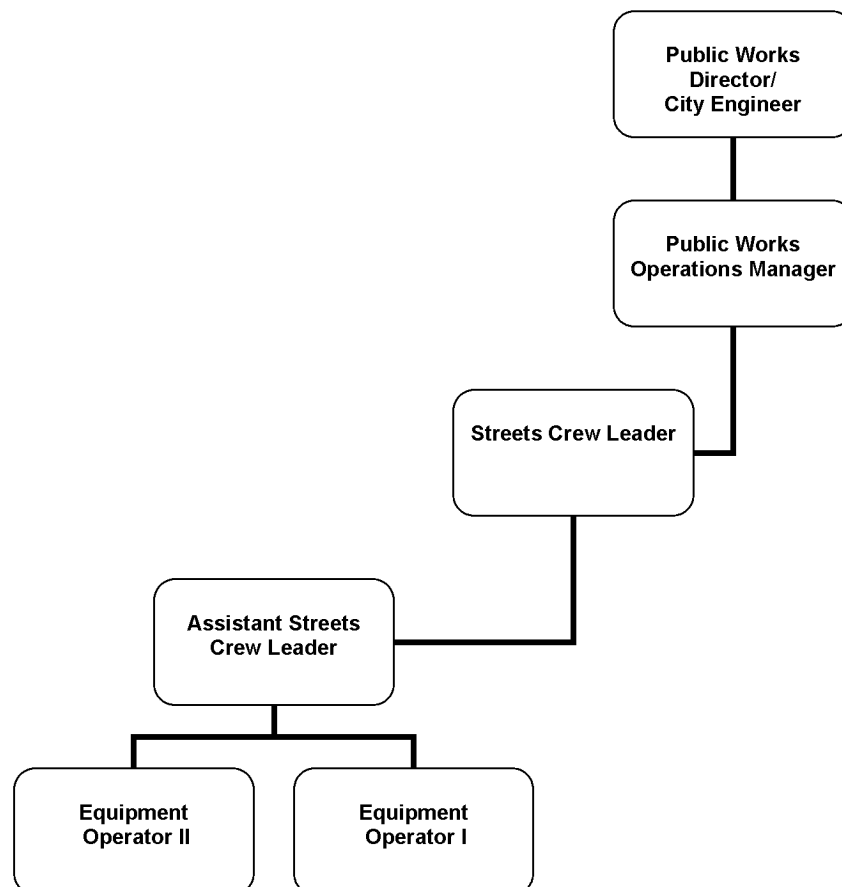 Public Works
Director/
City Engineer
Public Works
Operations Manager
Streets Crew Leader
Assistant Streets
Crew Leader
Equipment
Operator II
Equipment
Operator I